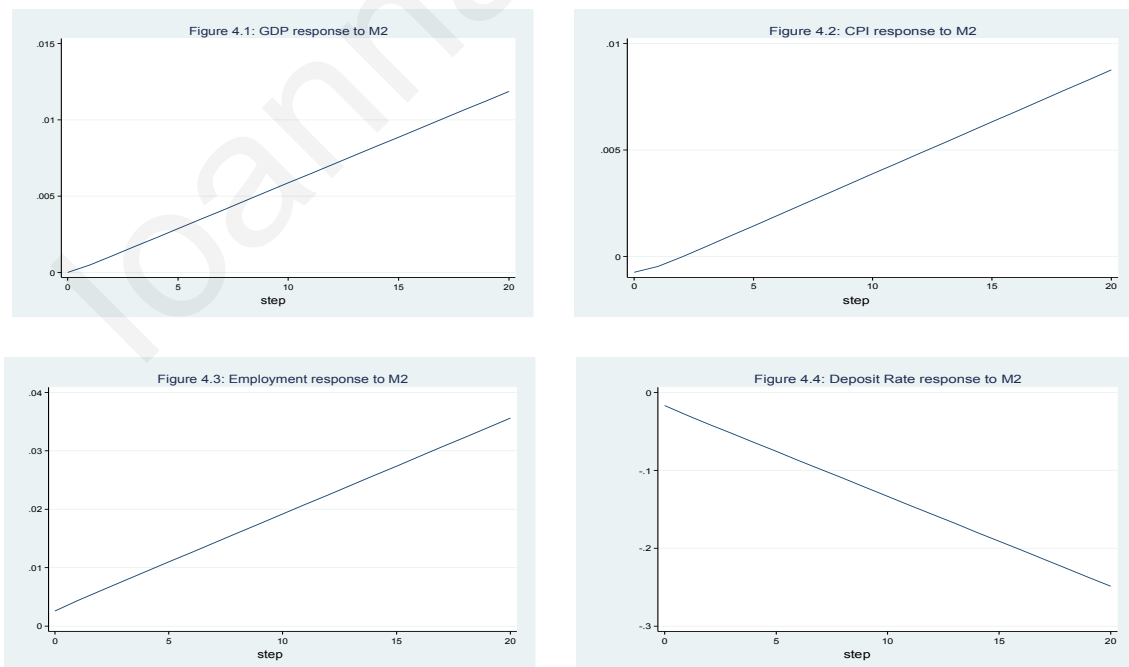 Figure 4.1: GDP response to M2
.015
.01
.005
0
0 5 10 15 20
step
Figure 4.2: CPI response to M2
.01
.005
0
0 5 10 15 20
step
Figure 4.3: Employment response to M2
.04
.03
.02
.01
0
0 5 10 15 20
step
Figure 4.4: Deposit Rate response to M2
0
-.1
-.2
-.3
0 5 10 15 20
step